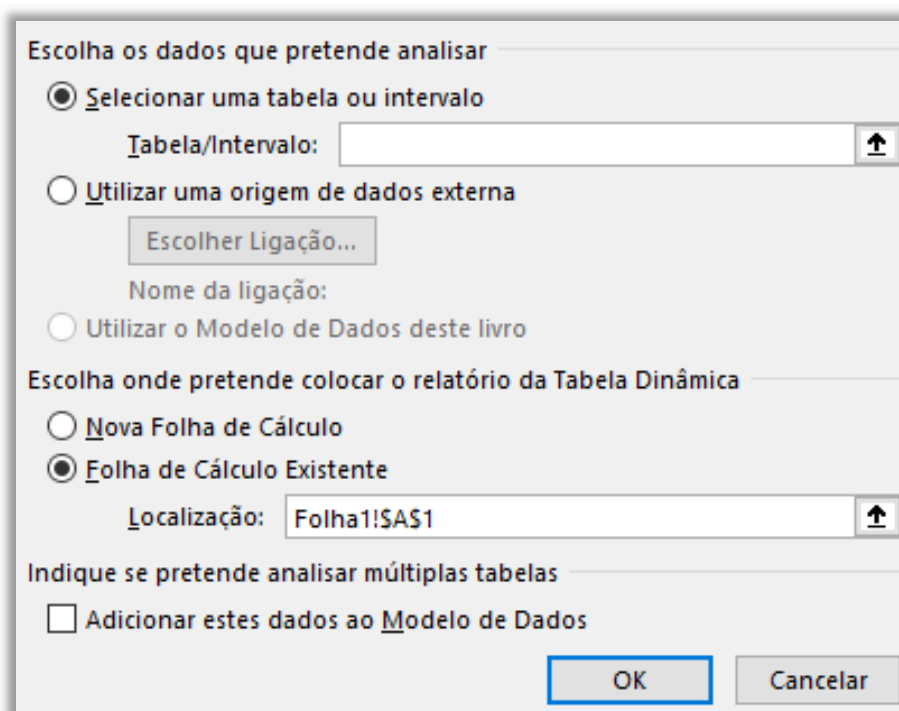 Escolha os dados que pretende analisar
Selecionar uma tabela ou intervalo
Tabela/Intervalo:
Utilizar uma origem de dados externa
Escolher Ligação...
Nome da ligação:
Utilizar o Modelo de Dados deste livro
Escolha onde pretende colocar o relatório da Tabela Dinâmica
Nova Folha de Cálculo
Folha de Cálculo Existente
Localização: Folha1!$A$1
Indique se pretende analisar múltiplas tabelas
Adicionar estes dados ao Modelo de Dados
OK Cancelar